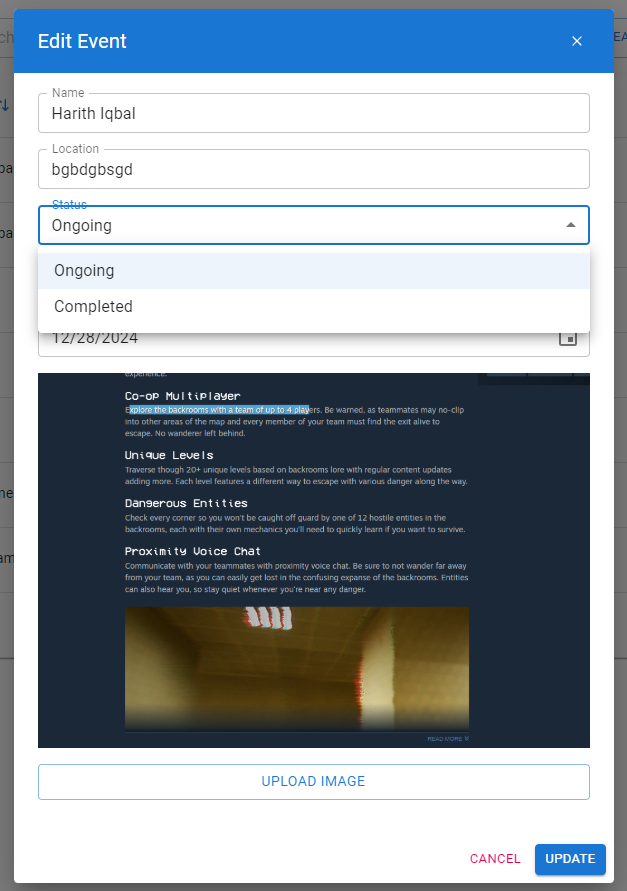 Edit Event
Name
Harith Iqbal
Location
bgbdgbsgd
Status
Ongoing
Ongoing
Completed
12/28/2024
experience.
Co-op Multiplayer
Explore the backrooms with a team of up to 4 players. Be warned, as teammates may no-clip
into other areas of the map and every member of your team must find the exit alive to
escape. No wanderer left behind.
Unique Levels
Traverse though 20+ unique levels based on backrooms lore with regular content updates
adding more. Each level features a different way to escape with various danger along the way.
Dangerous Entities
Check every corner so you won't be caught off guard by one of 12 hostile entities in the
backrooms, each with their own mechanics you'll need to quickly learn if you want to survive.
Proximity Voice Chat
Communicate with your teammates with proximity voice chat. Be sure to not wander far away
from your team, as you can easily get lost in the confusing expanse of the backrooms. Entities
can also hear you, so stay quiet whenever you're near any danger.
READ MORE
UPLOAD IMAGE
CANCEL
UPDATE